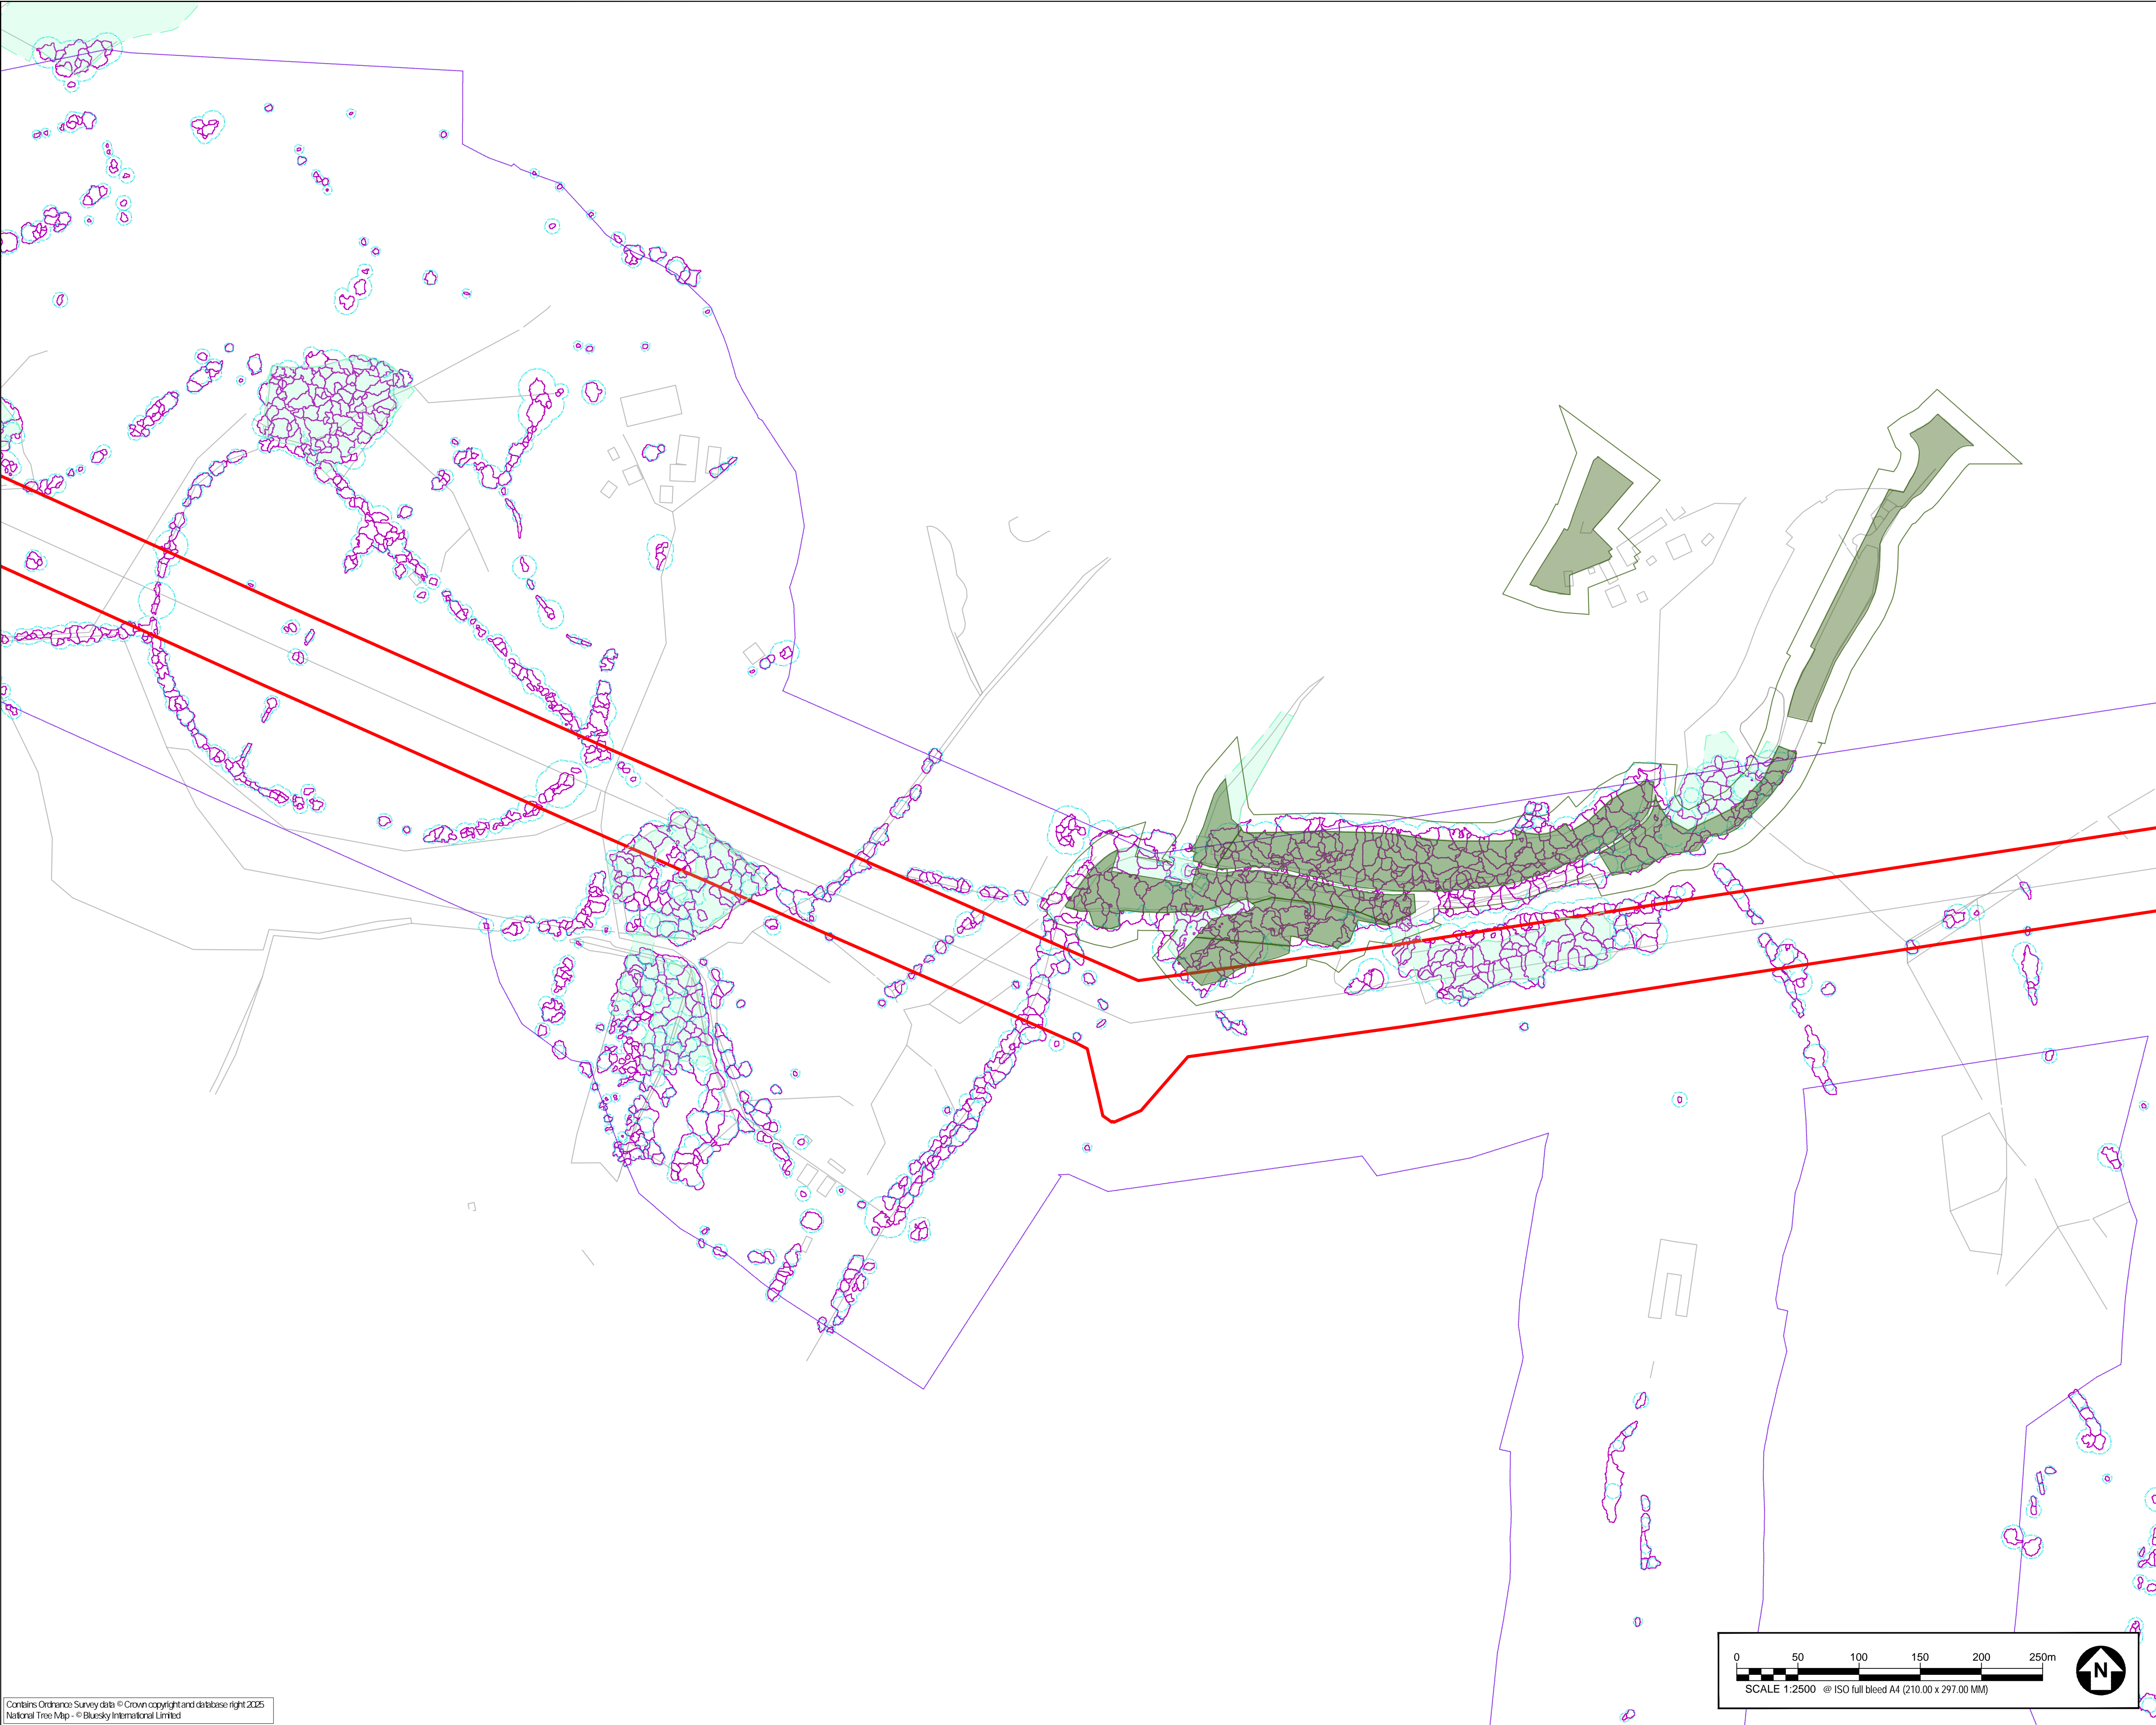 0 50 100 150 200 250m
SCALE 1:2500 @ ISO full bleed A4 (210.00 x 297.00 MM)
N
Contains Ordnance Survey data © Crown copyright and database right 2025
National Tree Map - © Bluesky International Limited